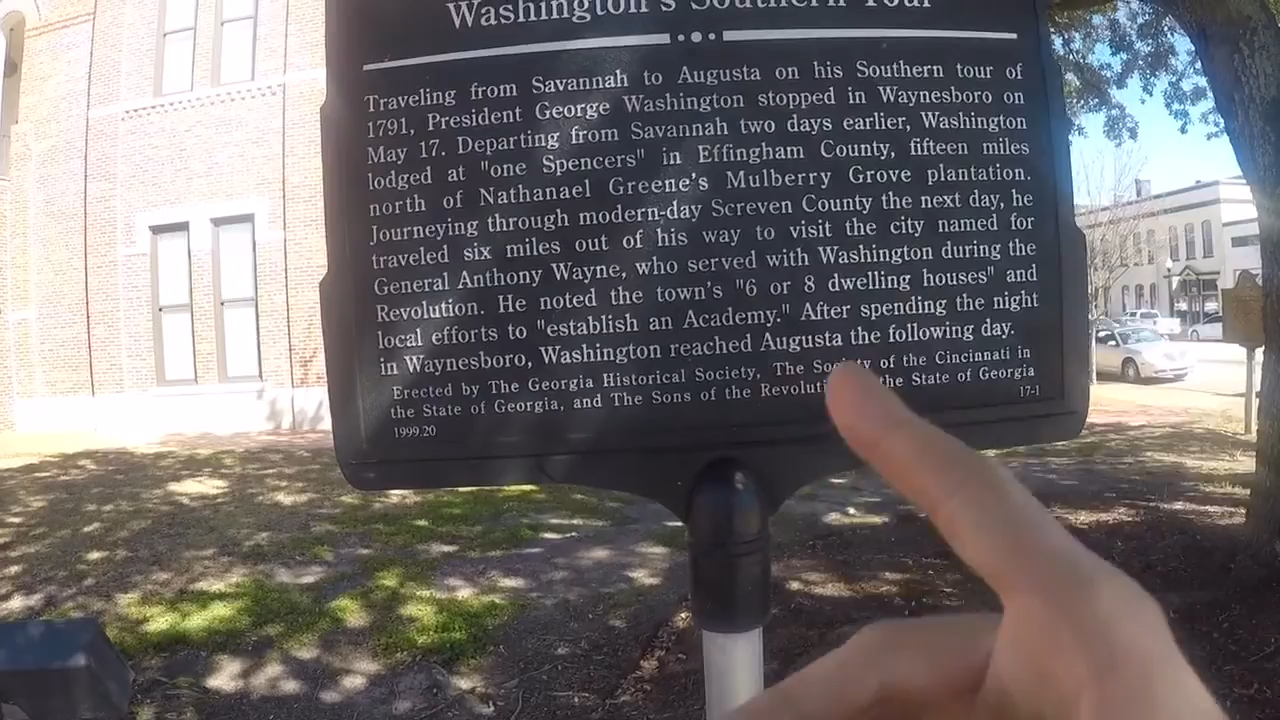 Washington's Southern Tour
Traveling from Savannah to Augusta on his Southern tour of
1791, President George Washington stopped in Waynesboro on
May 17. Departing from Savannah two days earlier, Washington
lodged at "one Spencers" in Effingham County, fifteen miles
north of Nathanael Greene's Mulberry Grove plantation.
Journeying through modern-day Screven County the next day, he
traveled six miles out of his way to visit the city named for
General Anthony Wayne, who served with Washington during the
Revolution. He noted the town's "6 or 8 dwelling houses" and
local efforts to "establish an Academy." After spending the night
in Waynesboro, Washington reached Augusta the following day.
Erected by The Georgia Historical Society, The Society of the Cincinnati in
the State of Georgia, and The Sons of the Revolution the State of Georgia
17-1
1999.20